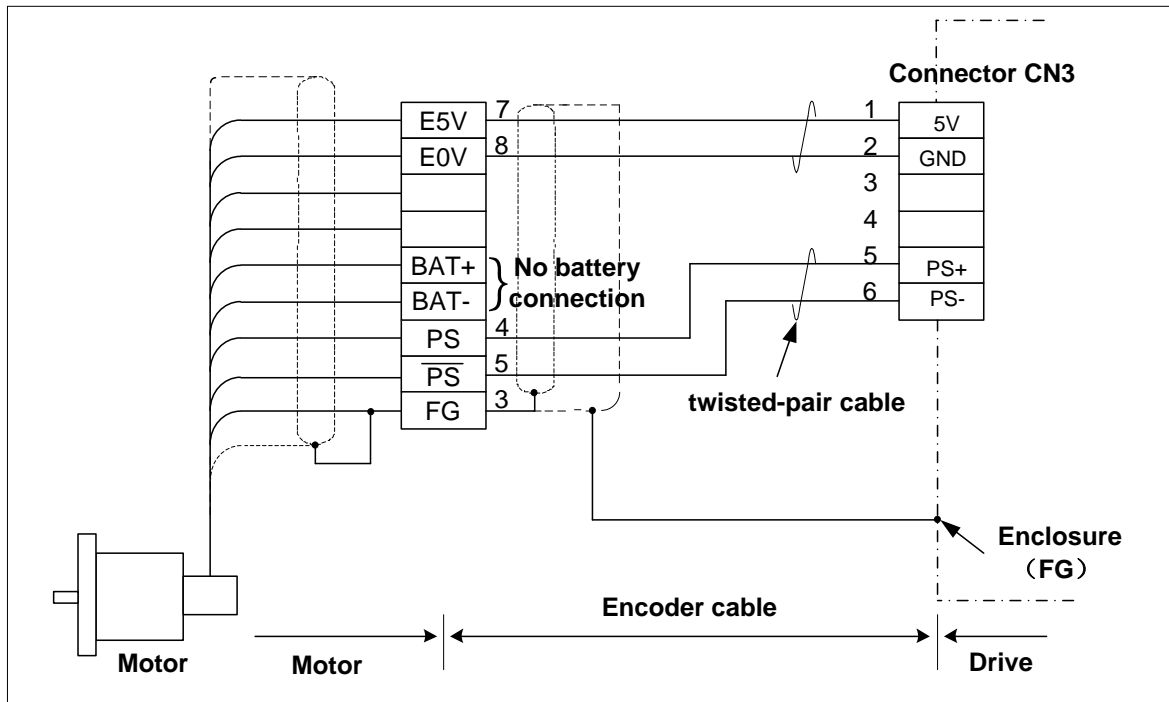 Connector CN3
E5V 7 1 5V
E0V 8 2 GND
3
4
BAT+ No battery 5 PS+
BAT- connection 6 PS-
PS 4
P̅S̅ 5
FG 3
twisted-pair cable
Enclosure
（FG）
Encoder cable
Motor Motor Drive